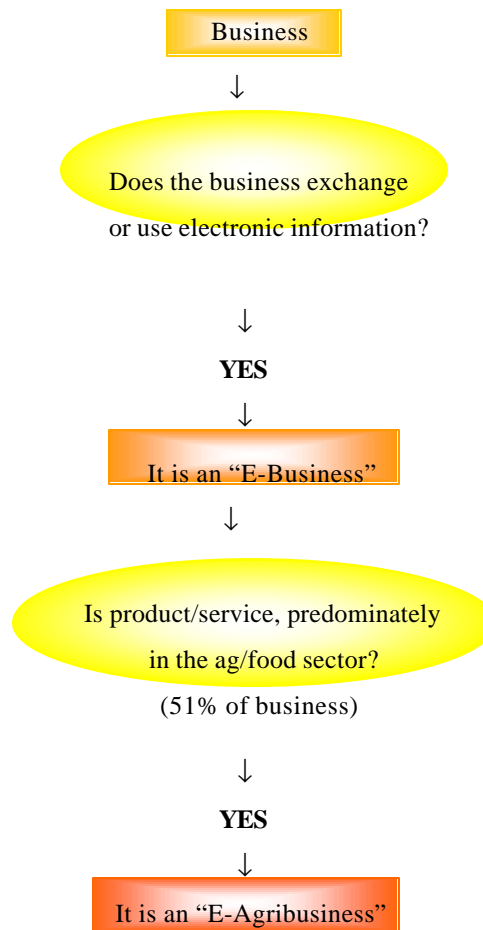 Business
↓
Does the business exchange
or use electronic information?
↓
YES
↓
It is an “E-Business”
↓
Is product/service, predominately
in the ag/food sector?
(51% of business)
↓
YES
↓
It is an “E-Agribusiness”